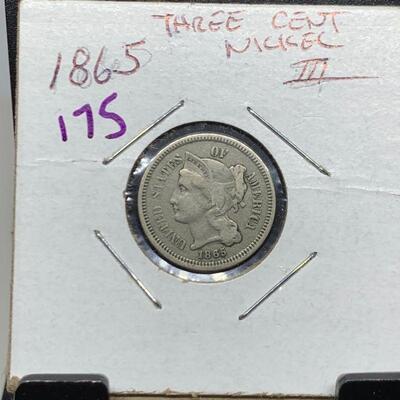 THREE CENT
NICKEL
III
1865
175
UNITED STATES OF AMERICA
1865